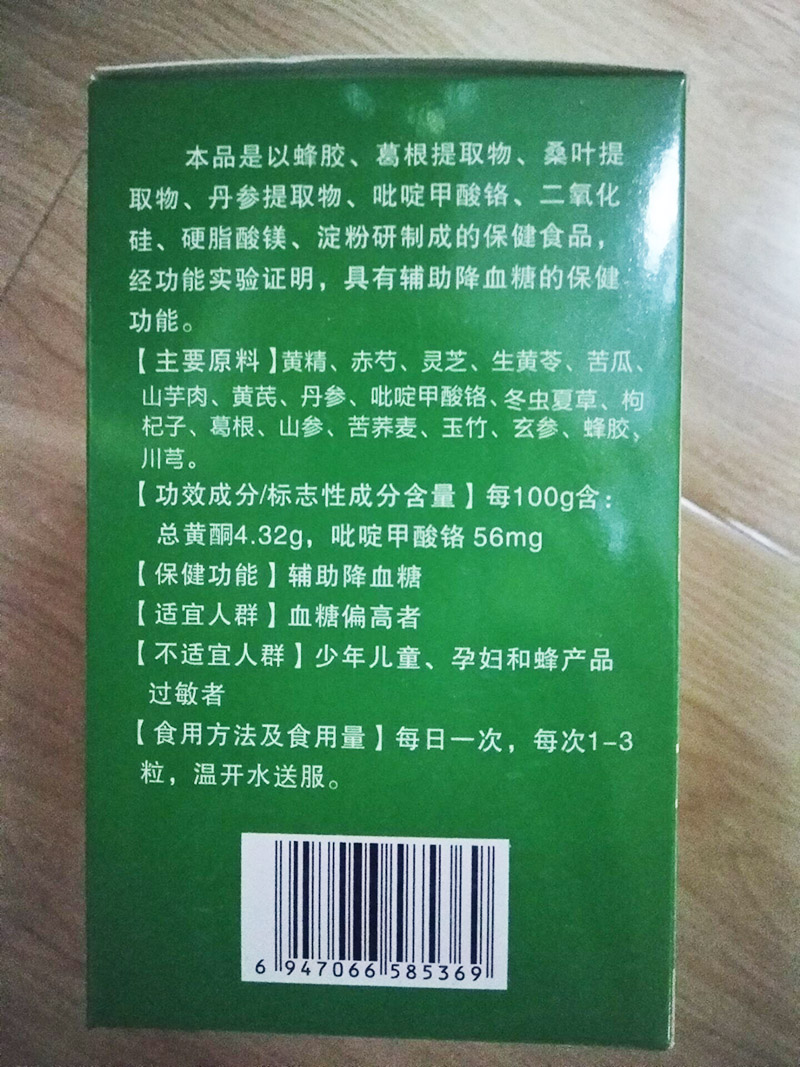 本品是以蜂胶、葛根提取物、桑叶提
取物、丹参提取物、吡啶甲酸铬、二氧化
硅、硬脂酸镁、淀粉研制成的保健食品，
经功能实验证明，具有辅助降血糖的保健
功能。
【主要原料】黄精、赤芍、灵芝、生黄苓、苦瓜、
山芋肉、黄芪、丹参、吡啶甲酸铬、冬虫夏草、枸
杞子、葛根、山参、苦荞麦、玉竹、玄参、蜂胶、
川芎。
【功效成分/标志性成分含量】每100g含：
总黄酮4.32g，吡啶甲酸铬 56mg
【保健功能】辅助降血糖
【适宜人群】血糖偏高者
【不适宜人群】少年儿童、孕妇和蜂产品
过敏者
【食用方法及食用量】每日一次，每次1-3
粒，温开水送服。
6 947066 585369